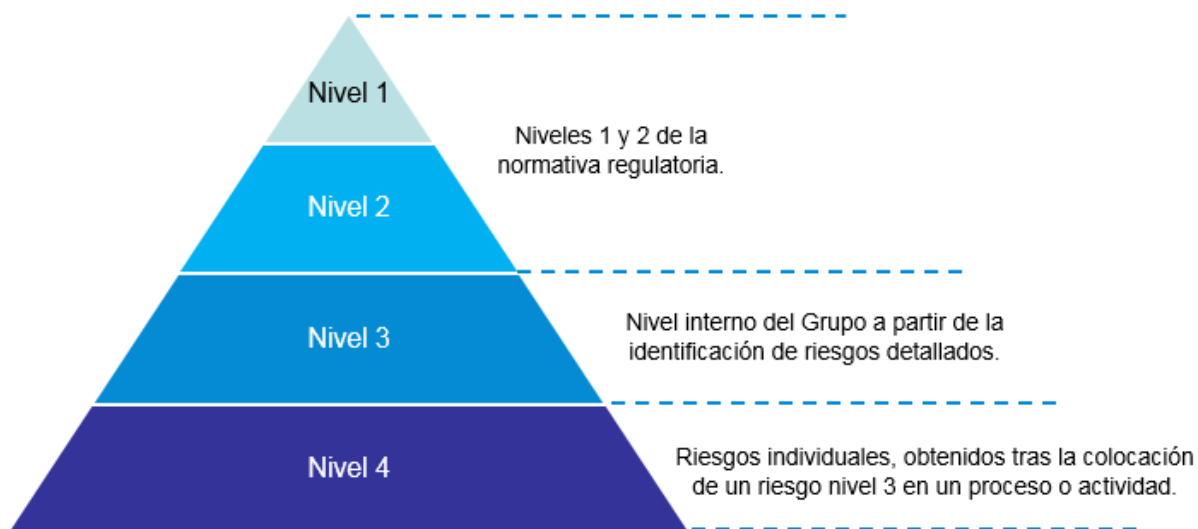 Nivel 1
Niveles 1 y 2 de la
normativa regulatoria.
Nivel 2
Nivel 3
Nivel interno del Grupo a partir de la
identificación de riesgos detallados.
Nivel 4
Riesgos individuales, obtenidos tras la colocación
de un riesgo nivel 3 en un proceso o actividad.